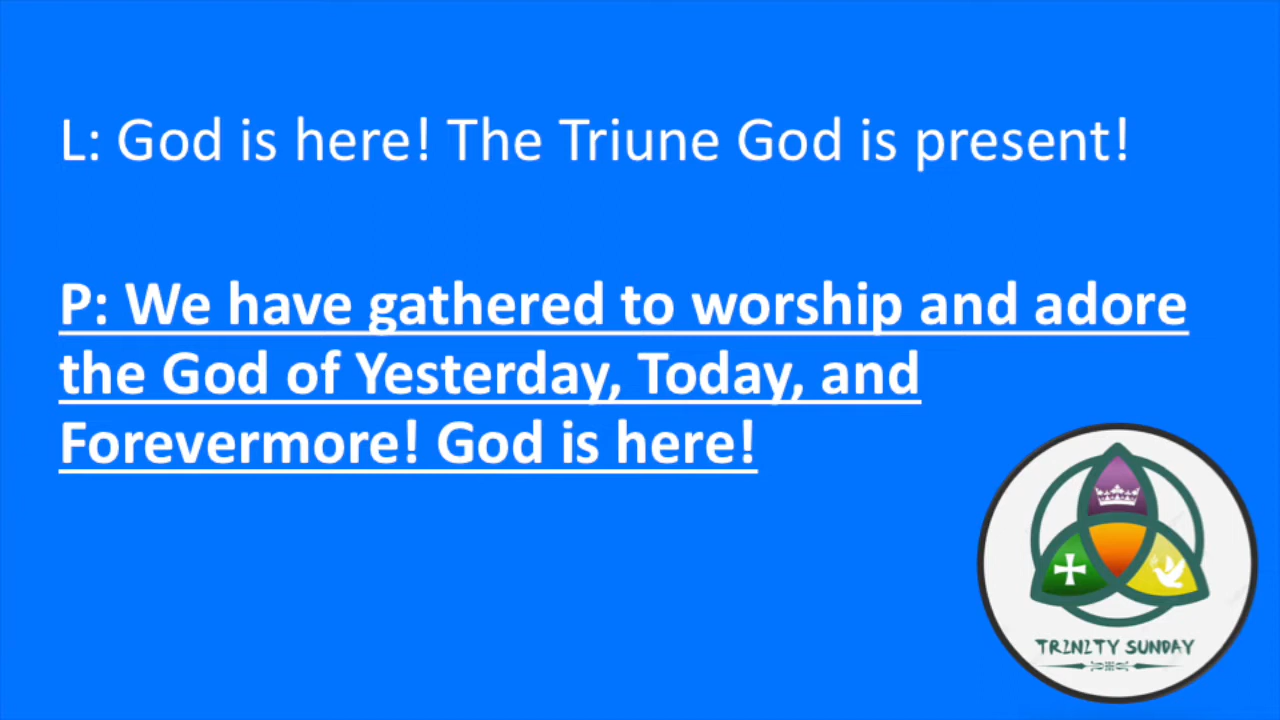 L: God is here! The Triune God is present!
P: We have gathered to worship and adore
the God of Yesterday, Today, and
Forevermore! God is here!
TRINITY SUNDAY